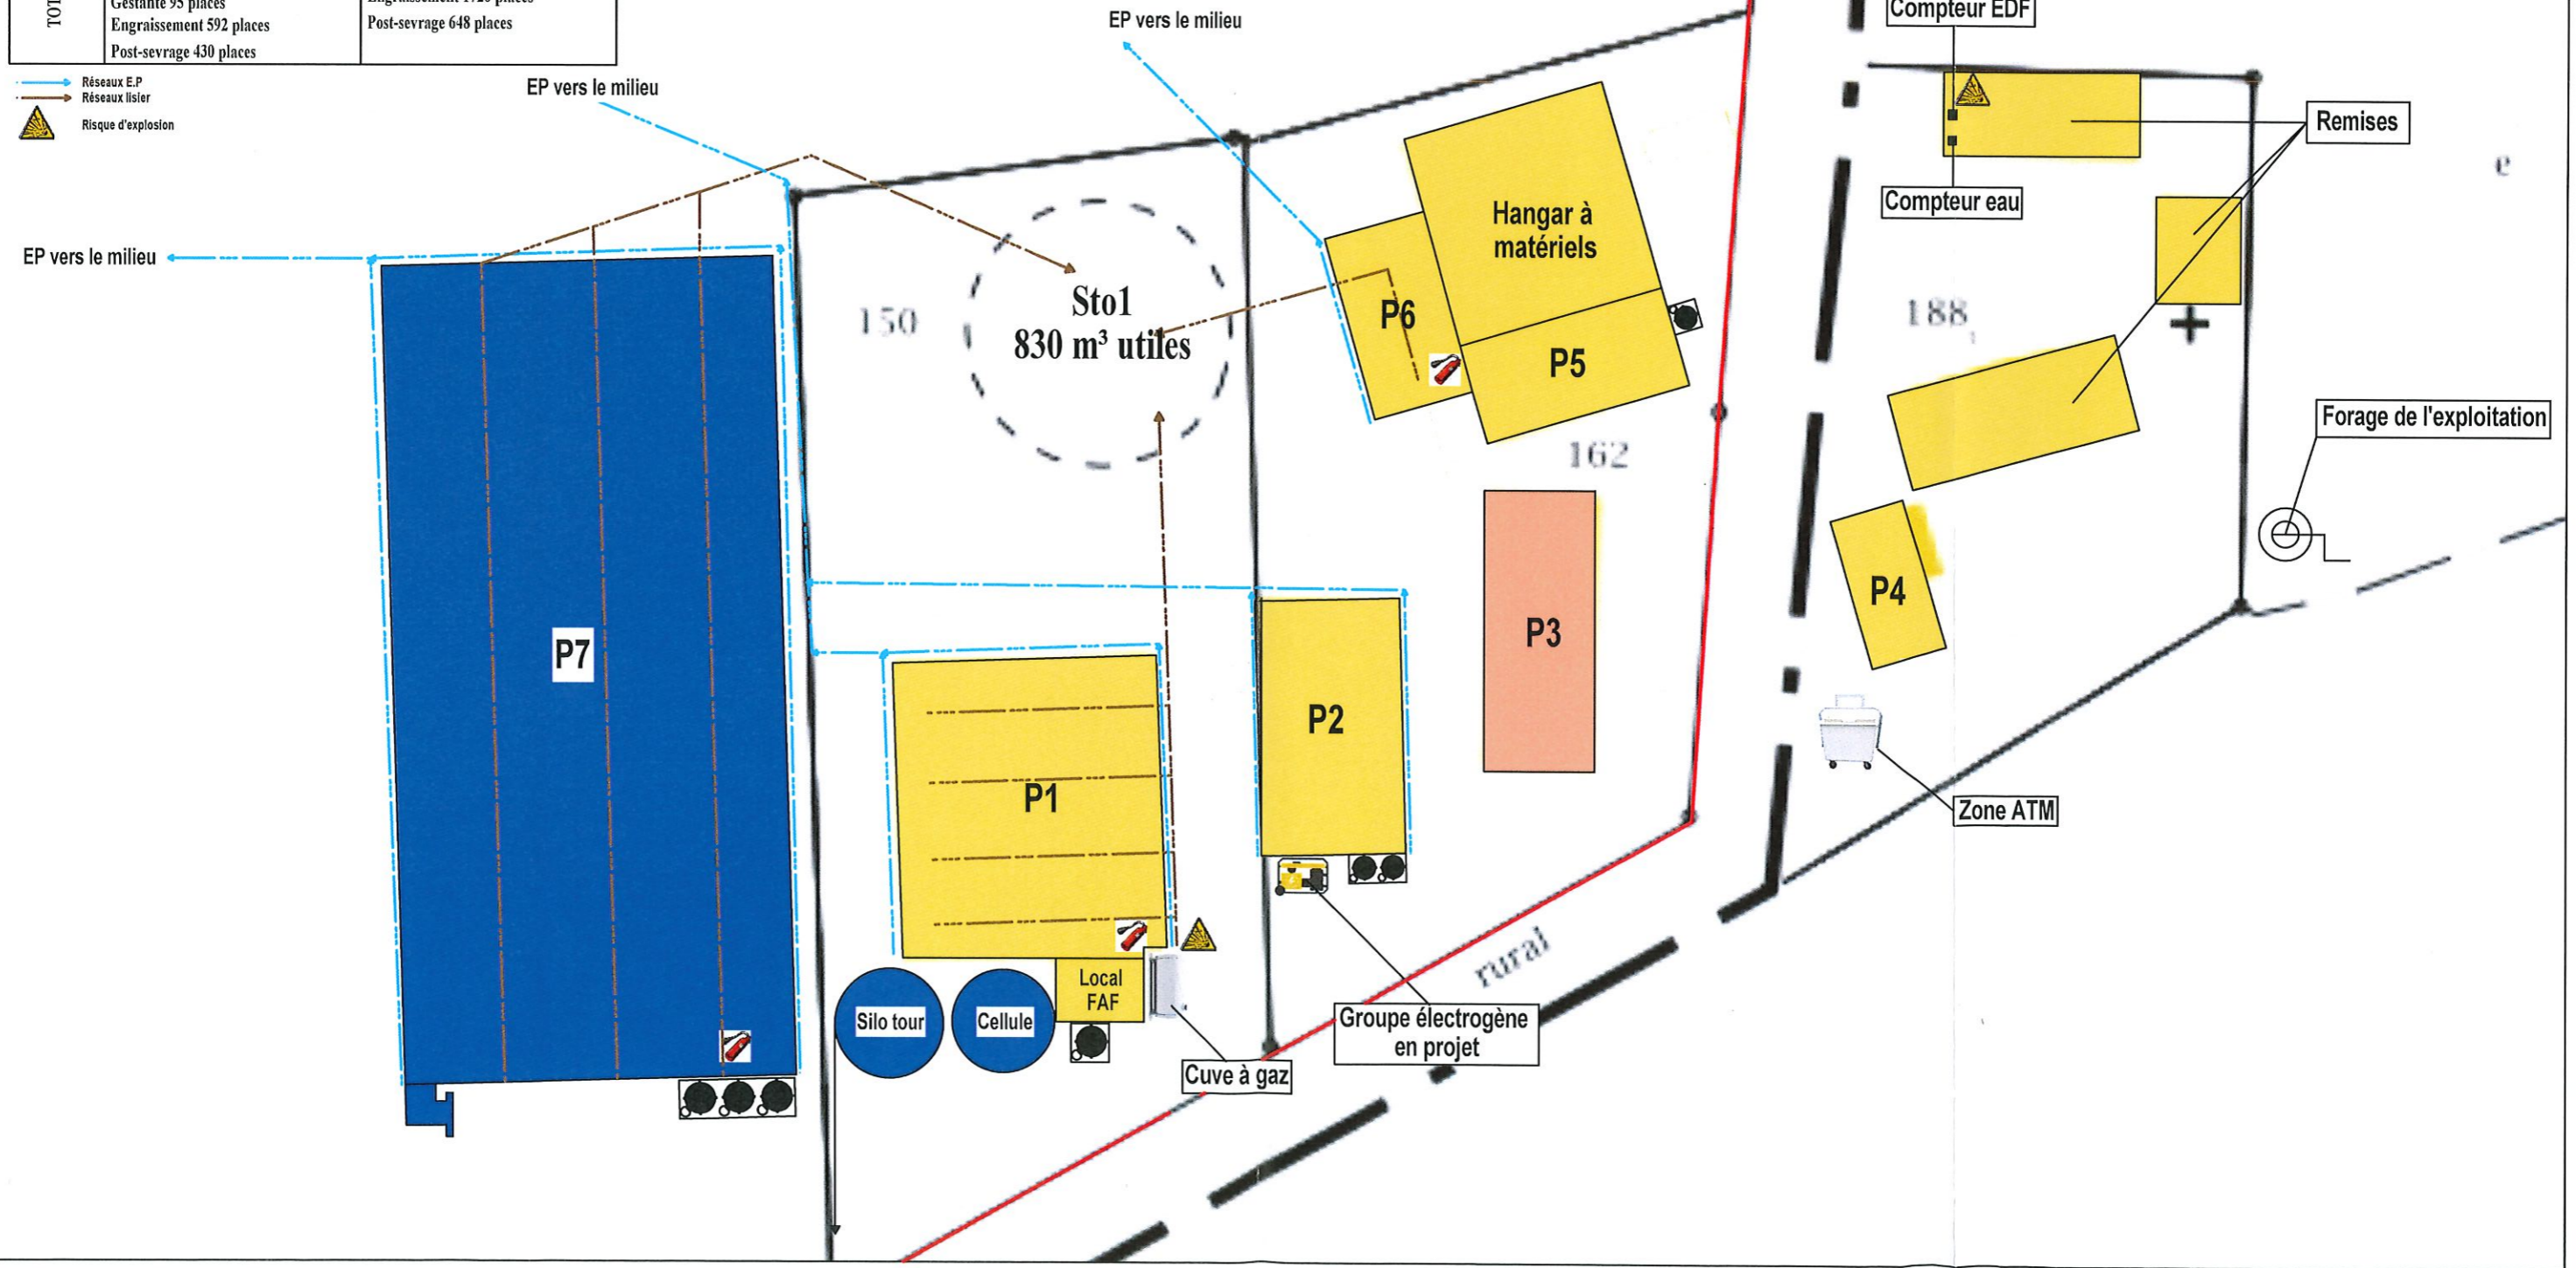 TOT
Gestante 95 places
Engraissement 592 places
Post-sevrage 430 places
Post-sevrage 648 places
Réseaux E.P
Réseaux lisier
Risque d'explosion
EP vers le milieu
EP vers le milieu
EP vers le milieu
Compteur EDF
Remises
Compteur eau
e
Hangar à
matériels
150
Sto1
830 m³ utiles
P6
P5
188
162
Forage de l'exploitation
P7
P3
P4
P2
P1
Zone ATM
rural
Local
FAF
Silo tour
Cellule
Groupe électrogène
en projet
Cuve à gaz